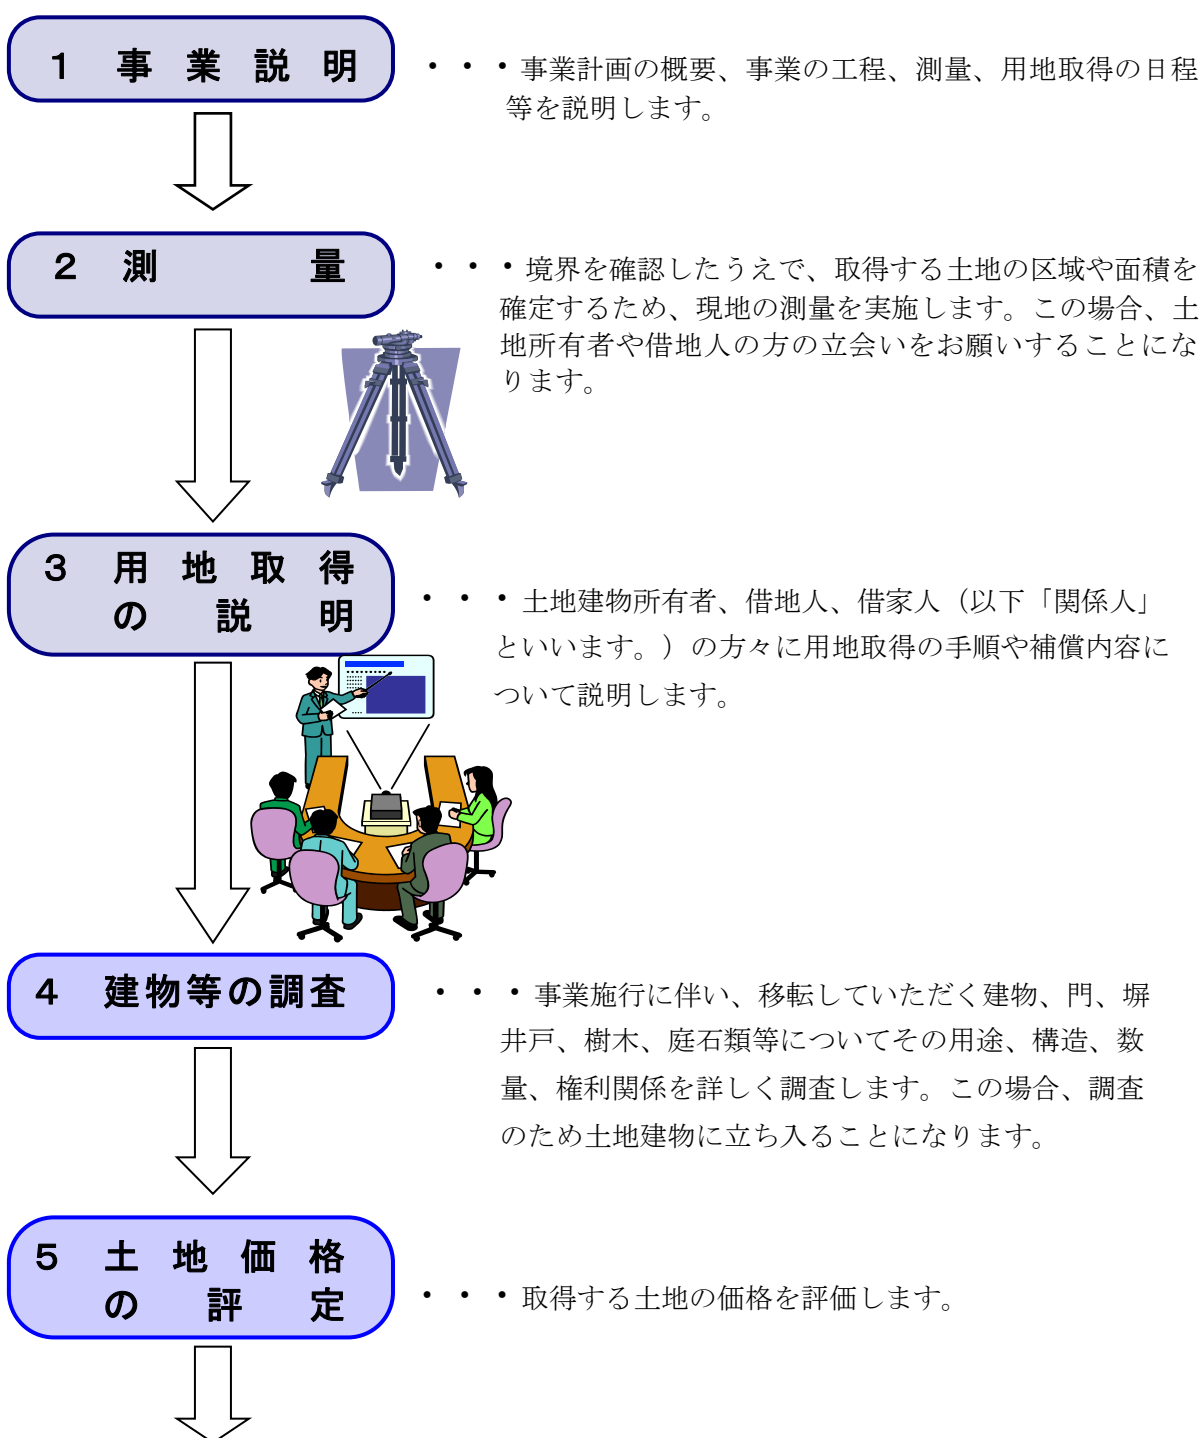 1 事業説明
・・・事業計画の概要、事業の工程、測量、用地取得の日程
等を説明します。
2 測量
・・・境界を確認したうえで、取得する土地の区域や面積を
確定するため、現地の測量を実施します。この場合、土
地所有者や借地人の方の立会いをお願いすることにな
ります。
3 用地取得
の説明
・・・土地建物所有者、借地人、借家人（以下「関係人」
といいます。）の方々に用地取得の手順や補償内容に
ついて説明します。
4 建物等の調査
・・・事業施行に伴い、移転していただく建物、門、塀
井戸、樹木、庭石類等についてその用途、構造、数
量、権利関係を詳しく調査します。この場合、調査
のため土地建物に立ち入ることになります。
5 土地価格
の評定
・・・取得する土地の価格を評価します。